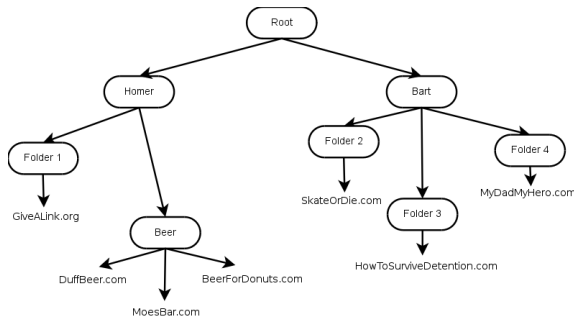 Root
Homer
Bart
Folder 1
Folder 2
Folder 4
GiveALink.org
SkateOrDie.com
MyDadMyHero.com
Folder 3
Beer
HowToSurviveDetention.com
DuffBeer.com
BeerForDonuts.com
MoesBar.com